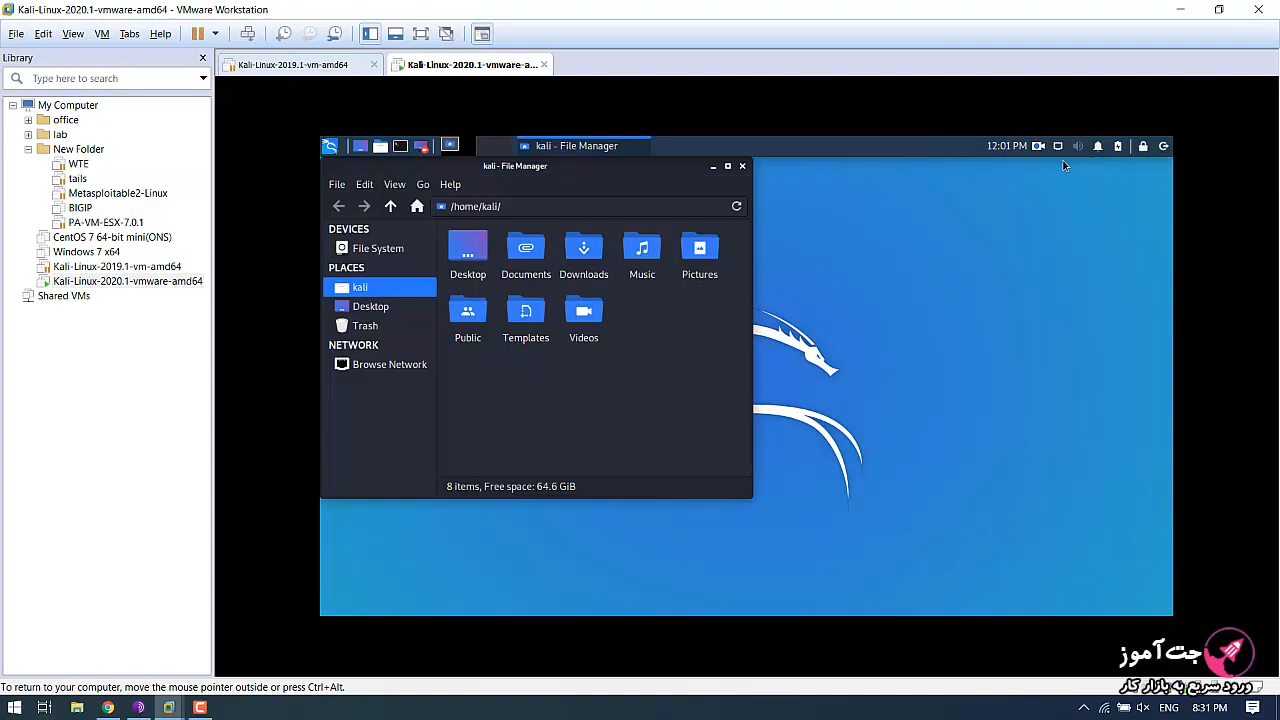 Kali-Linux-2020.1-vmware-amd64 - VMware Workstation
File Edit View VM Tabs Help
Library
Type here to search
My Computer
office
lab
New Folder
WTE
tails
Metasploitable2-Linux
BIGIP
PA-VM-ESX-7.0.1
CentOS 7 64-bit mini(ONS)
Windows 7 x64
Kali-Linux-2019.1-vm-amd64
Kali-Linux-2020.1-vmware-amd64
Shared VMs
Kali-Linux-2019.1-vm-amd64
Kali-Linux-2020.1-vmware-a...
kali - File Manager
12:01 PM
kali - File Manager
File Edit View Go Help
/home/kali/
DEVICES
File System
PLACES
kali
Desktop
Trash
NETWORK
Browse Network
Desktop Documents Downloads Music Pictures
Public Templates Videos
8 items, Free space: 64.6 GiB
جت‌آموز
ورود سریع به بازار کار
To return to your computer, move the mouse pointer outside or press Ctrl+Alt.
ENG 8:31 PM